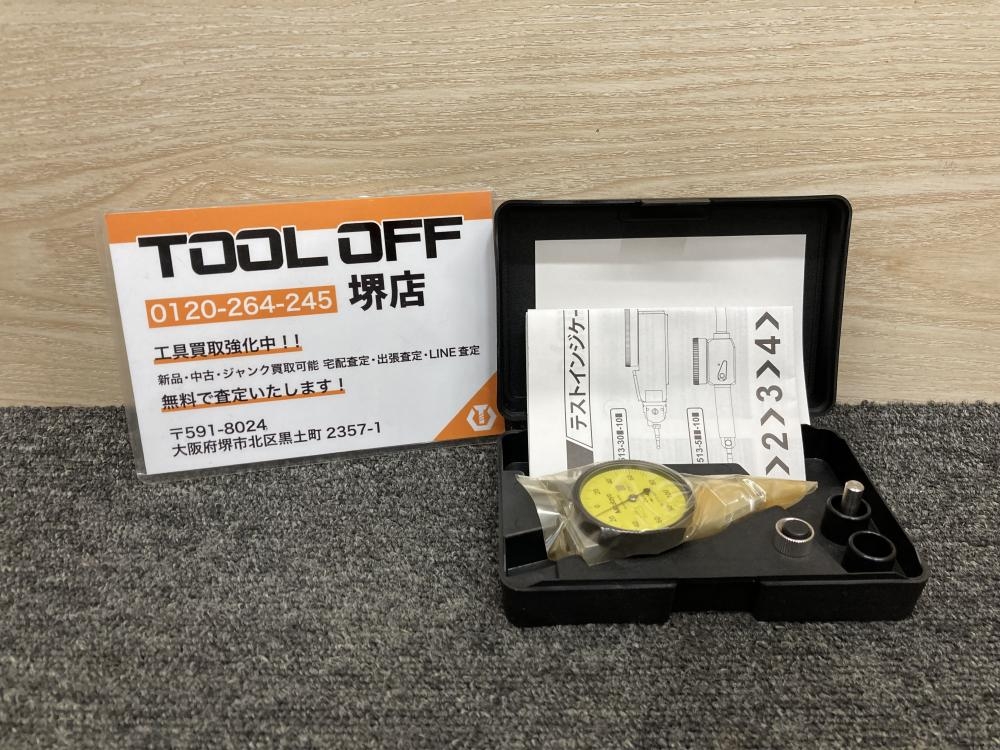 TOOL OFF
0120-264-245 堺店
工具買取強化中！！
新品・中古・ジャンク買取可能 宅配査定・出張査定・LINE査定
無料で査定いたします！
〒591-8024
大阪府堺市北区黒土町 2357-1
テストインジケー
513-30■-10■
513-5■■-10■
>2>3>4>